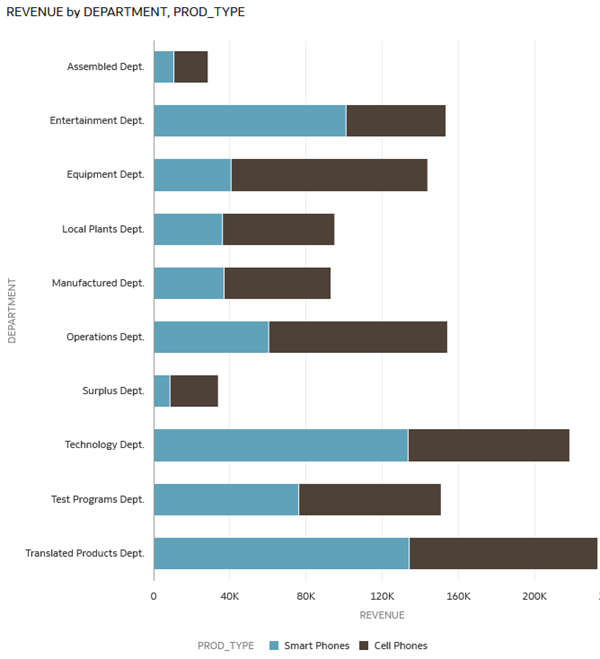 REVENUE by DEPARTMENT, PROD_TYPE
Assembled Dept.
Entertainment Dept.
Equipment Dept.
Local Plants Dept.
Manufactured Dept.
Operations Dept.
Surplus Dept.
Technology Dept.
Test Programs Dept.
Translated Products Dept.
DEPARTMENT
0 40K 80K 120K 160K 200K
REVENUE
PROD_TYPE Smart Phones Cell Phones